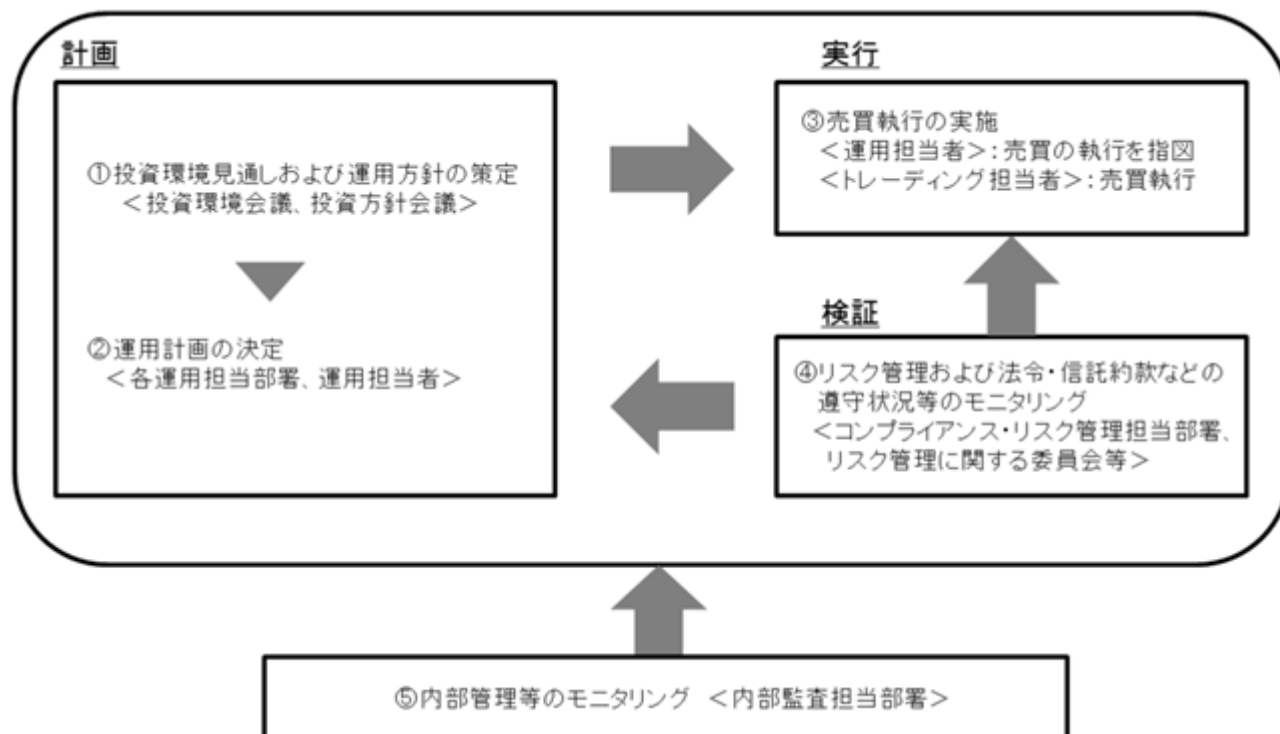 計画
①投資環境見通しおよび運用方針の策定
＜投資環境会議、投資方針会議＞
②運用計画の決定
＜各運用担当部署、運用担当者＞
実行
③売買執行の実施
＜運用担当者＞：売買の執行を指図
＜トレーディング担当者＞：売買執行
検証
④リスク管理および法令・信託約款などの
遵守状況等のモニタリング
＜コンプライアンス・リスク管理担当部署、
リスク管理に関する委員会等＞
⑤内部管理等のモニタリング ＜内部監査担当部署＞